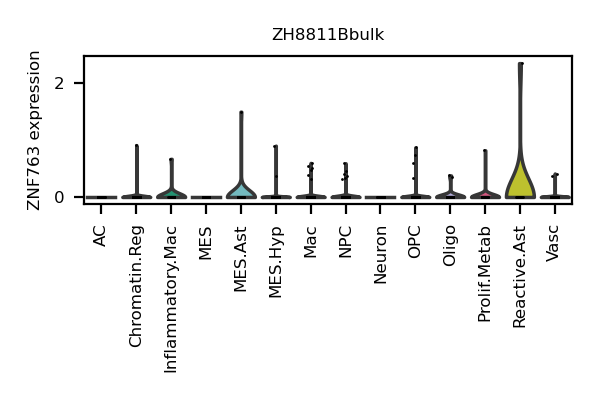 ZH8811Bbulk
ZNF763 expression
2
0
AC
Chromatin.Reg
Inflammatory.Mac
MES
MES.Ast
MES.Hyp
Mac
NPC
Neuron
OPC
Oligo
Prolif.Metab
Reactive.Ast
Vasc